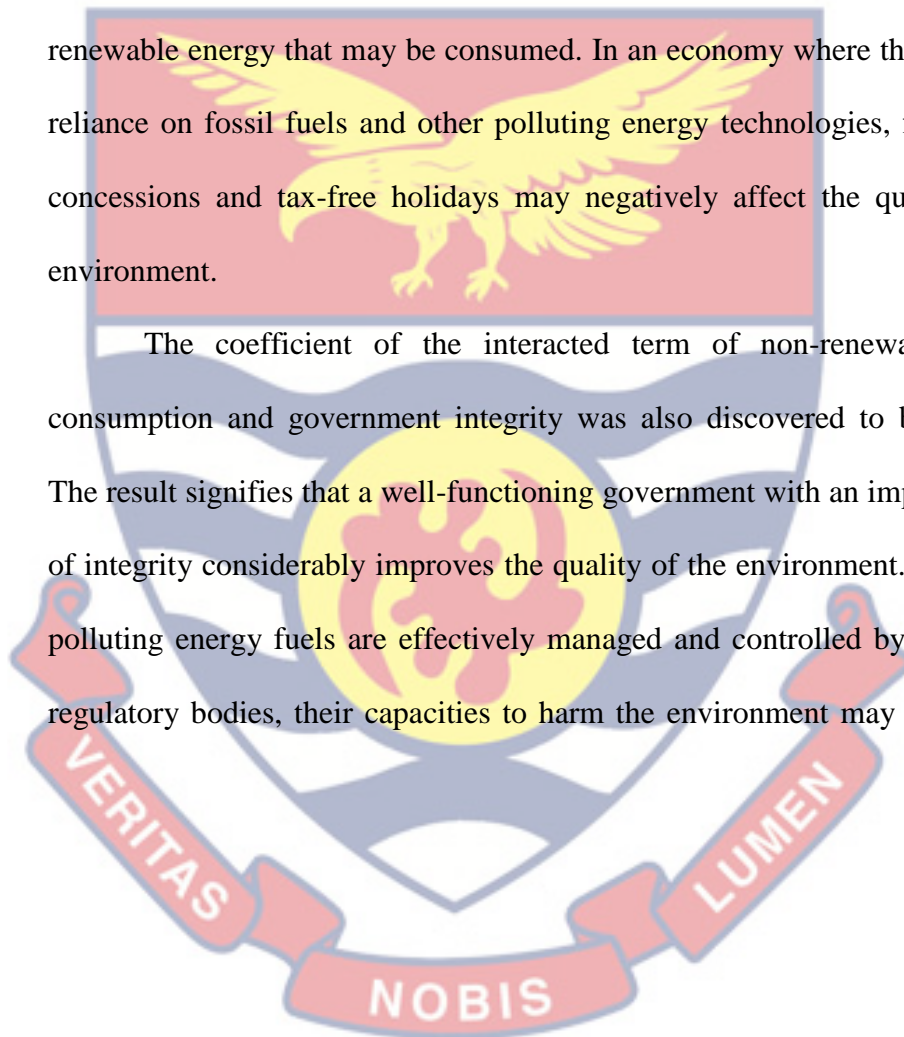 renewable energy that may be consumed. In an economy where th
reliance on fossil fuels and other polluting energy technologies,
concessions and tax-free holidays may negatively affect the qu
environment.
The coefficient of the interacted term of non-renewa
consumption and government integrity was also discovered to b
The result signifies that a well-functioning government with an imp
of integrity considerably improves the quality of the environment.
polluting energy fuels are effectively managed and controlled by
regulatory bodies, their capacities to harm the environment may
VERITAS
NOBIS
LUMEN